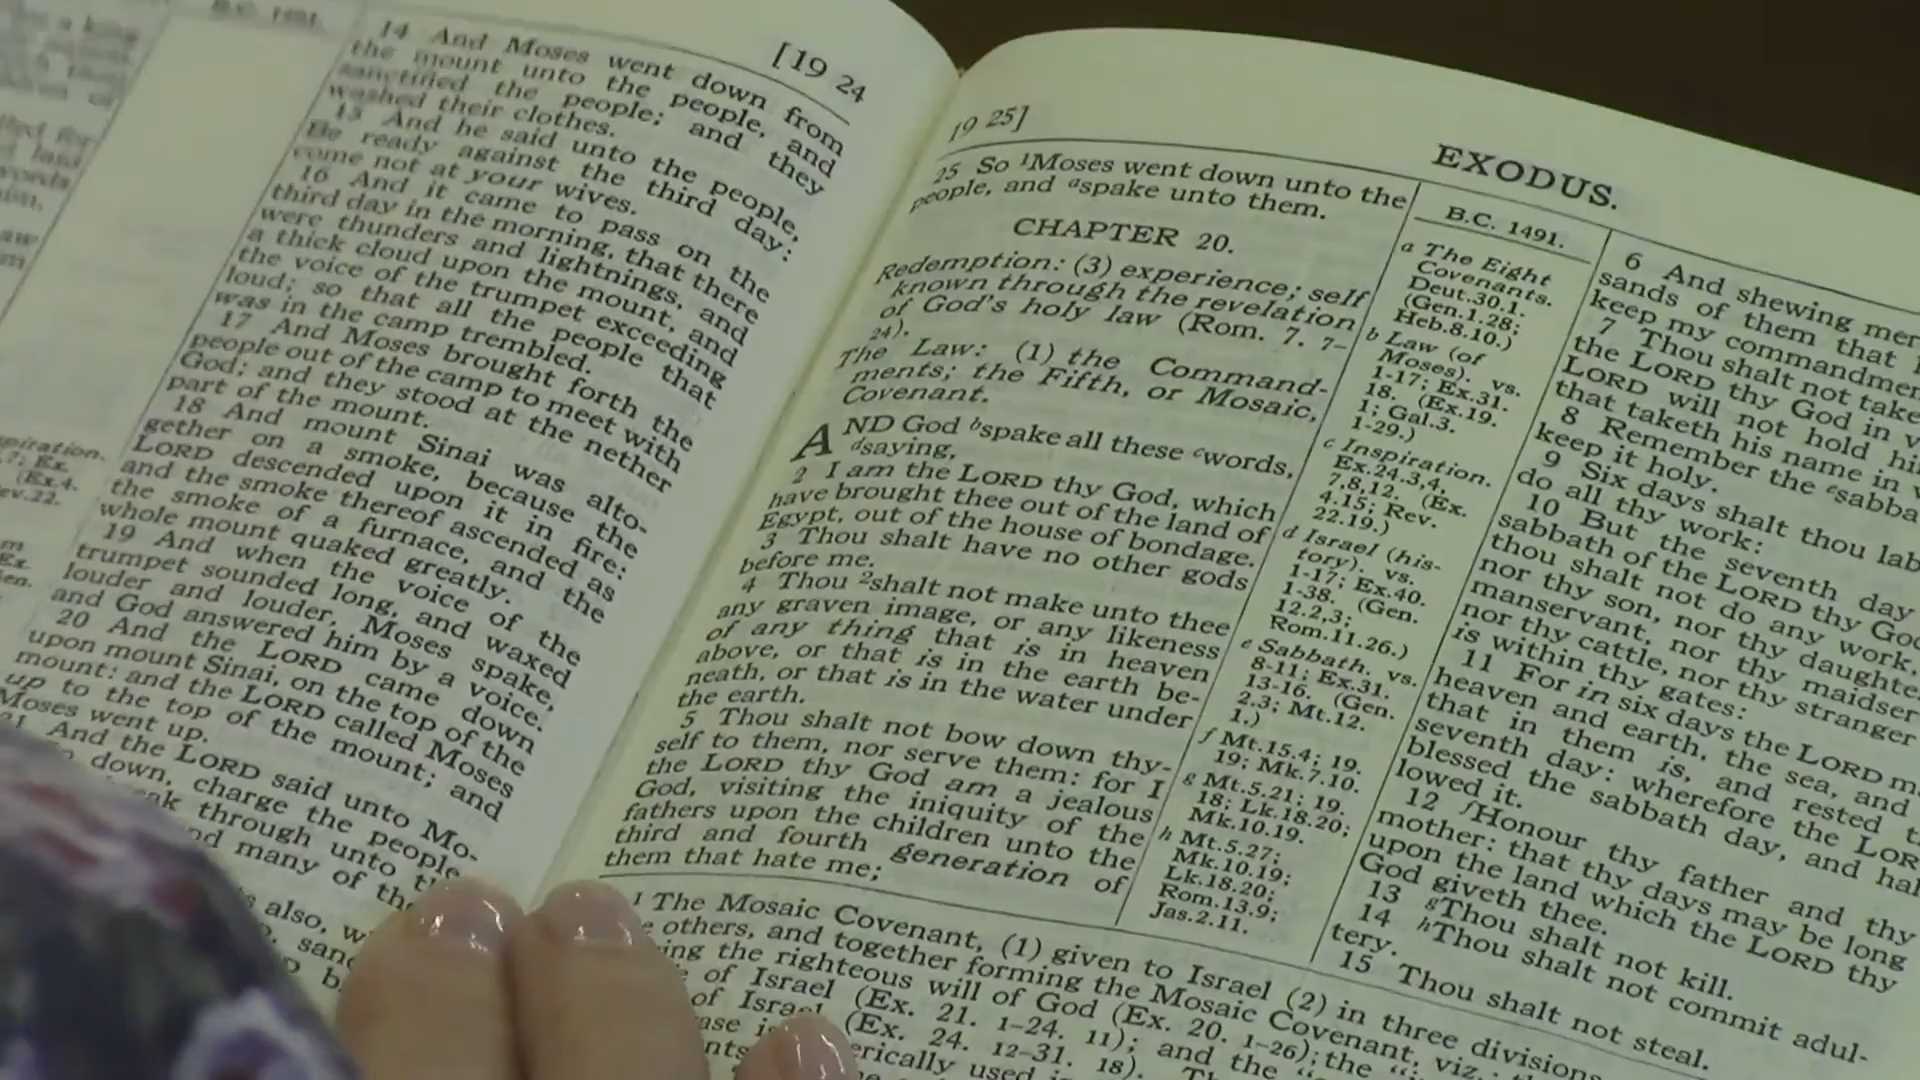 B.C. 1491.
[19 24
14 And Moses went down from
the mount unto the people, and
sanctified the people; and they
washed their clothes.
15 And he said unto the people,
Be ready against the third day:
come not at your wives.
16 And it came to pass on the
third day in the morning, that there
were thunders and lightnings, and
a thick cloud upon the mount, and
the voice of the trumpet exceeding
loud; so that all the people that
was in the camp trembled.
17 And Moses brought forth the
people out of the camp to meet with
God; and they stood at the nether
part of the mount.
18 And mount Sinai was alto-
gether on a smoke, because the
LORD descended upon it in fire:
and the smoke thereof ascended as
the smoke of a furnace, and the
whole mount quaked greatly.
19 And when the voice of the
trumpet sounded long, and waxed
louder and louder, Moses spake,
and God answered him by a voice.
20 And the LORD came down
upon mount Sinai, on the top of the
mount: and the LORD called Moses
up to the top of the mount; and
Moses went up.
21 And the LORD said unto Mo-
down, charge the people
through unto
many of
also,
19 25]
EXODUS.
25 So ¹Moses went down unto the
people, and ᵃspake unto them.
CHAPTER 20.
Redemption: (3) experience; self
known through the revelation
of God's holy law (Rom. 7. 7-
24).
The Law: (1) the Command-
ments; the Fifth, or Mosaic,
Covenant.
AND God ᵇspake all these ᶜwords,
ᵈsaying,
2 I am the LORD thy God, which
have brought thee out of the land of
Egypt, out of the house of bondage.
3 Thou shalt have no other gods
before me.
4 Thou ²shalt not make unto thee
any graven image, or any likeness
of any thing that is in heaven
above, or that is in the earth be-
neath, or that is in the water under
the earth.
5 Thou shalt not bow down thy-
self to them, nor serve them: for I
the LORD thy God am a jealous
God, visiting the iniquity of the
fathers upon the children unto the
third and fourth generation of
them that hate me;
B.C. 1491.
a The Eight
Covenants.
Deut.30.1.
(Gen.1.28;
Heb.8.10.)
b Law (of
Moses). vs.
1-17; Ex.31.
18. (Ex.19.
1; Gal.3.
1-29.)
c Inspiration.
Ex.24.3,4,
7,8,12. (Ex.
4.15; Rev.
22.19.)
d Israel (his-
tory). vs.
1-17; Ex.40.
1-38. (Gen.
12.2,3;
Rom.11.26.)
e Sabbath. vs.
8-11; Ex.31.
13-16. (Gen.
2.3; Mt.12.
1.)
f Mt.15.4; 19.
19; Mk.7.10.
g Mt.5.21; 19.
18; Lk.18.20;
Mk.10.19.
h Mt.5.27;
Mk.10.19;
Lk.18.20;
Rom.13.9;
Jas.2.11.
6 And shewing
sands of them that
keep my
7 Thou shalt not take
the LORD thy God in
LORD will not hold
that taketh his name in
8 Remember the
keep it holy.
9 Six days shalt thou
do all thy work:
10 But the seventh day
sabbath of the LORD thy
thou shalt not do any work,
nor thy son, nor thy
manservant, nor thy
nor thy cattle, nor thy stranger
is within thy gates:
11 For in six days the LORD
heaven and earth, the sea, and
that in them is, and rested
seventh day: wherefore the
blessed the sabbath day, and hal-
lowed it.
12 ᶠHonour thy father and thy
mother: that thy days may be long
upon the land which the LORD thy
God giveth thee.
13 ᵍThou shalt not kill.
14 ʰThou shalt not commit adul-
tery.
15 Thou shalt not steal.
1 The Mosaic Covenant, (1) given to Israel (2) in three divisions
others, and together forming the Mosaic Covenant, viz.:
the righteous will of God (Ex. 20. 1-26); the
of Israel (Ex. 21. 1-24. 11); and the
of Israel (Ex. 24. 12-31. 18).